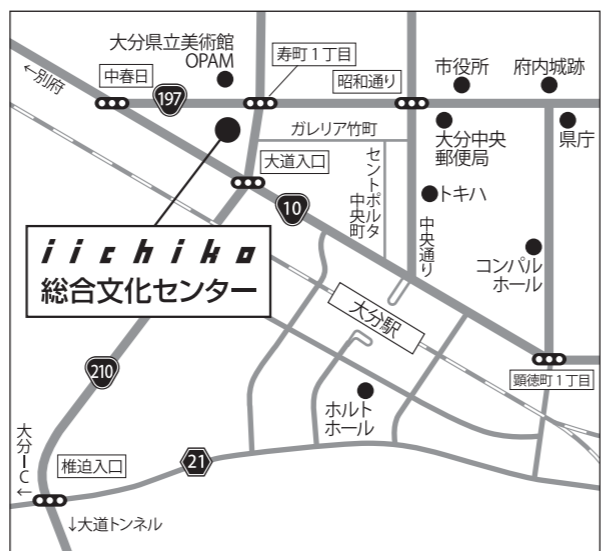 大分県立美術館
OPAM
寿町1丁目
昭和通り
市役所
府内城跡
←別府
中春日
197
ガレリア竹町
大分中央
郵便局
県庁
大道入口
セントポルタ
中央町
トキハ
10
中央通り
iichiko
総合文化センター
コンパル
ホール
大分駅
210
顕徳町1丁目
ホルト
ホール
大分IC←
椎迫入口
21
↓大道トンネル